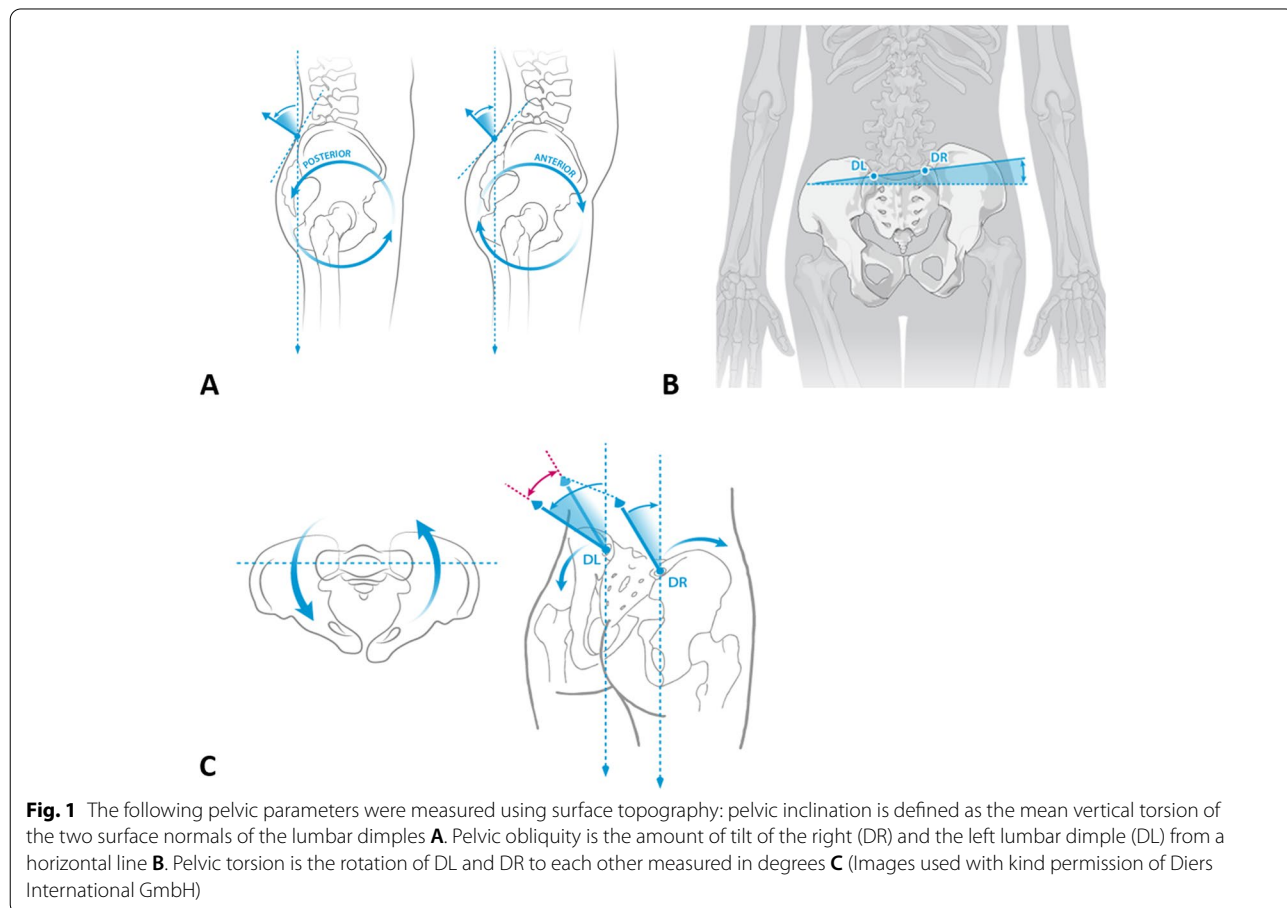 POSTERIOR
ANTERIOR
A
DL
DR
B
DL
DR
C
Fig. 1 The following pelvic parameters were measured using surface topography: pelvic inclination is defined as the mean vertical torsion of
the two surface normals of the lumbar dimples A. Pelvic obliquity is the amount of tilt of the right (DR) and the left lumbar dimple (DL) from a
horizontal line B. Pelvic torsion is the rotation of DL and DR to each other measured in degrees C (Images used with kind permission of Diers
International GmbH)